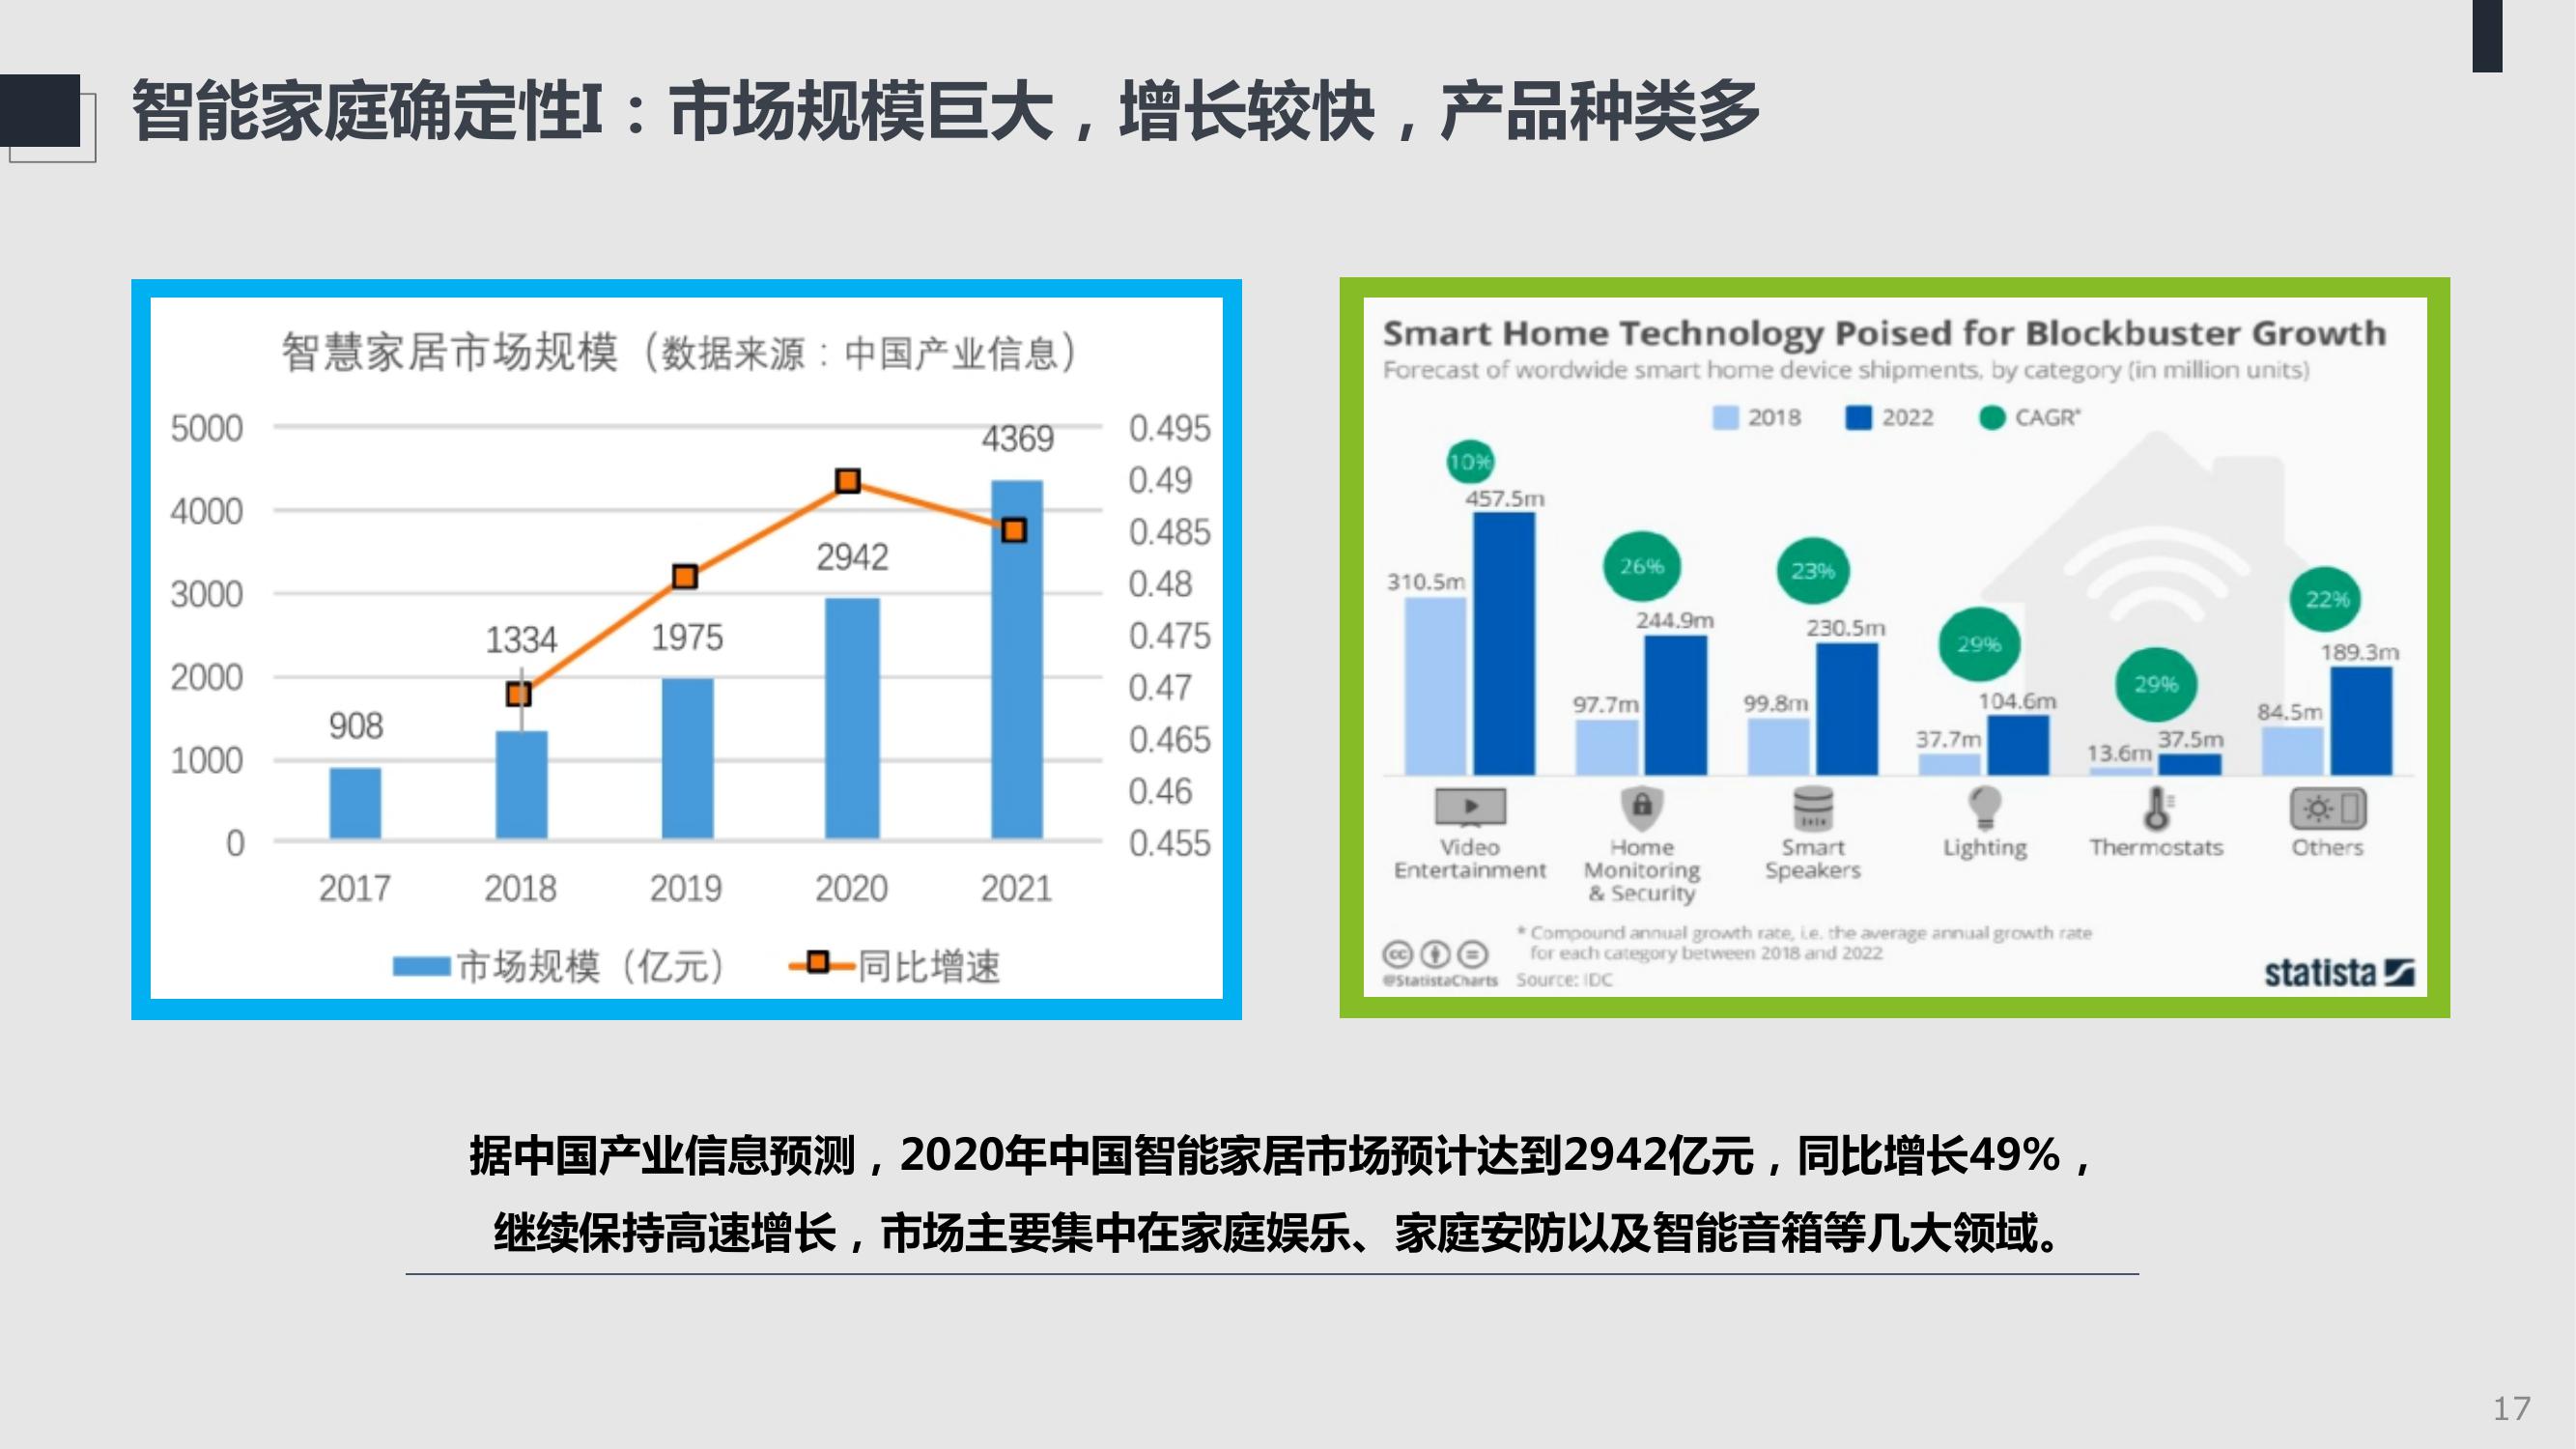 智能家庭确定性I：市场规模巨大，增长较快，产品种类多
智慧家居市场规模（数据来源：中国产业信息）
5000
4000
3000
2000
1000
0
0.495
0.49
0.485
0.48
0.475
0.47
0.465
0.46
0.455
908
1334
1975
2942
4369
2017
2018
2019
2020
2021
市场规模（亿元）
同比增速
Smart Home Technology Poised for Blockbuster Growth
Forecast of wordwide smart home device shipments, by category (in million units)
2018
2022
CAGR*
10%
457.5m
310.5m
26%
244.9m
97.7m
23%
230.5m
99.8m
29%
104.6m
37.7m
29%
37.5m
13.6m
22%
189.3m
84.5m
Video
Entertainment
Home
Monitoring
& Security
Smart
Speakers
Lighting
Thermostats
Others
* Compound annual growth rate, i.e. the average annual growth rate
for each category between 2018 and 2022
cc
@StatistaCharts
Source: IDC
statista
据中国产业信息预测，2020年中国智能家居市场预计达到2942亿元，同比增长49%，
继续保持高速增长，市场主要集中在家庭娱乐、家庭安防以及智能音箱等几大领域。
17